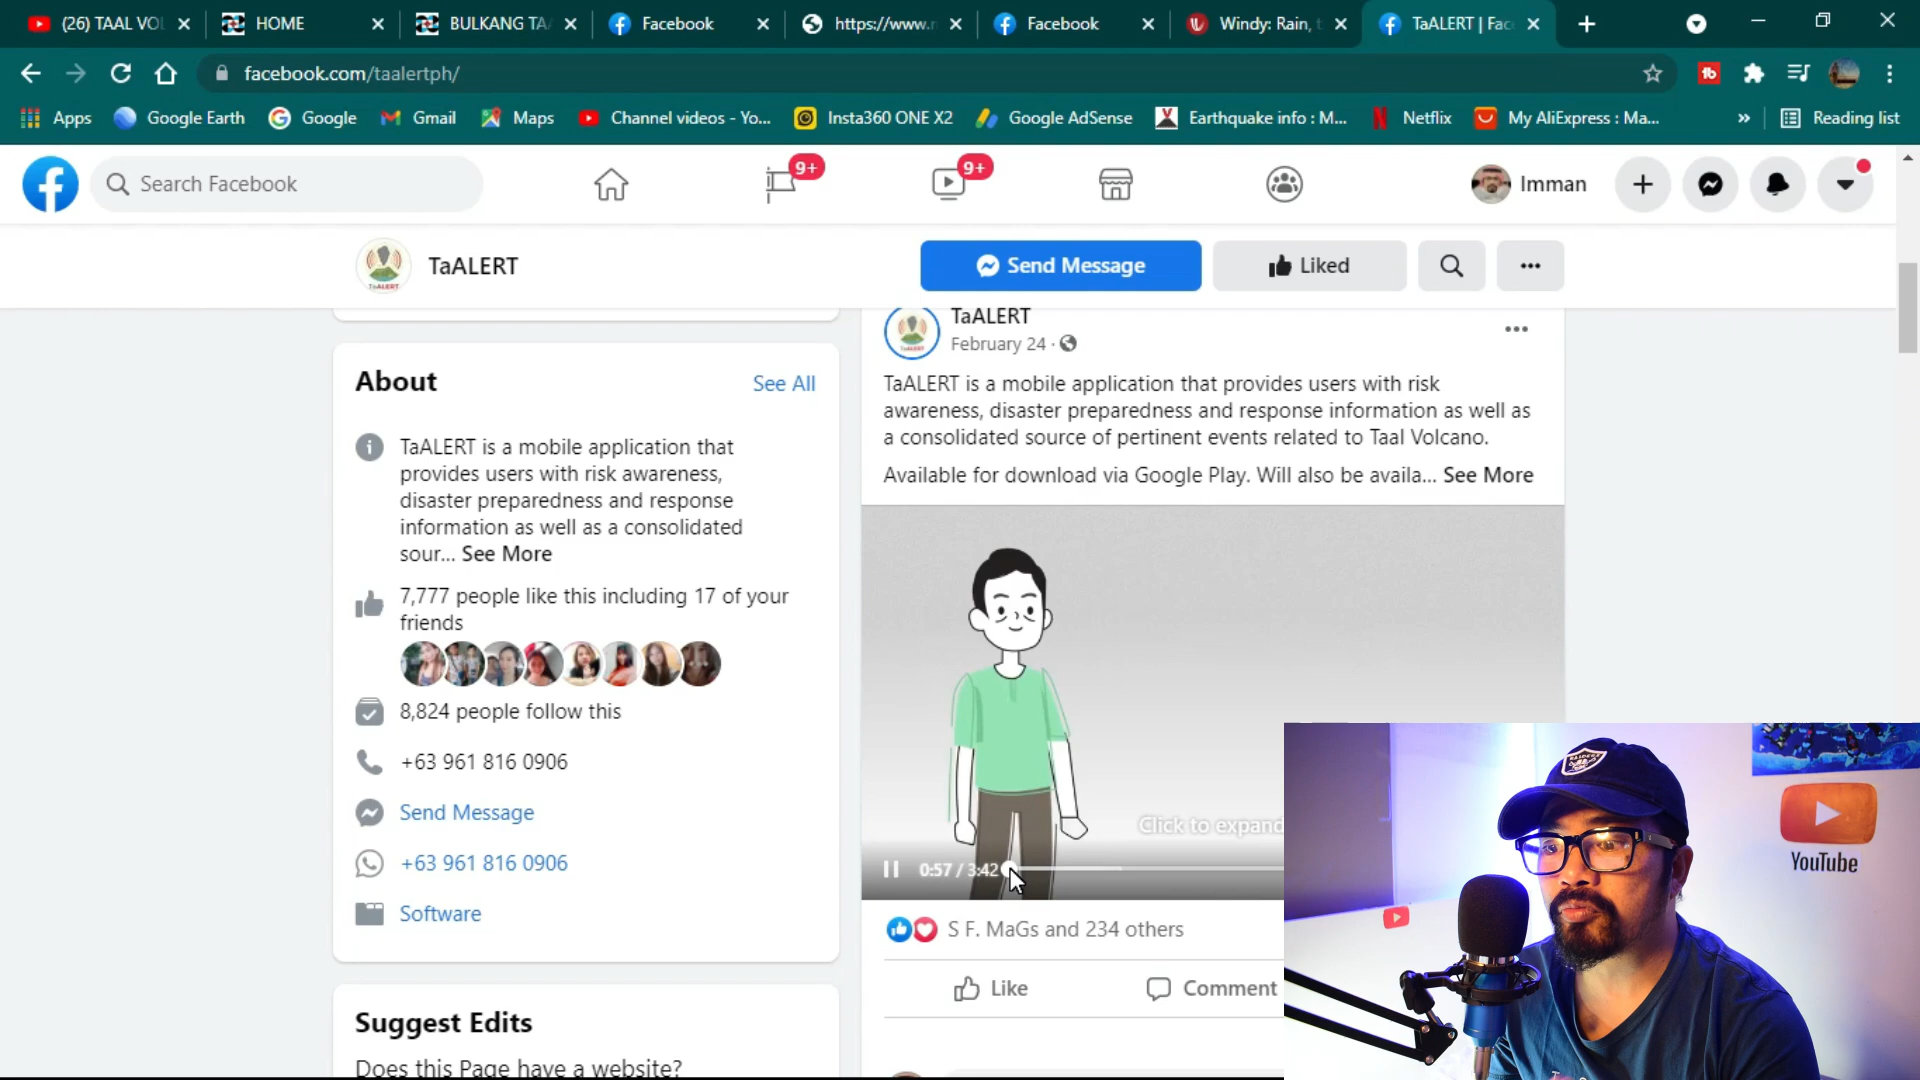 (26) TAAL VOL
HOME
BULKANG TA
Facebook
https://www.
Facebook
Windy: Rain,
TaALERT | Fac
facebook.com/taalertph/
Apps
Google Earth
Google
Gmail
Maps
Channel videos - Yo...
Insta360 ONE X2
Google AdSense
Earthquake info : M...
Netflix
My AliExpress : Ma...
»
Reading list
Search Facebook
9+
9+
Imman
TaALERT
Send Message
Liked
About
See All
TaALERT is a mobile application that
provides users with risk awareness,
disaster preparedness and response
information as well as a consolidated
sour... See More
7,777 people like this including 17 of your
friends
8,824 people follow this
+63 961 816 0906
Send Message
+63 961 816 0906
Software
Suggest Edits
Does this Page have a website?
TaALERT
February 24 ·
TaALERT is a mobile application that provides users with risk
awareness, disaster preparedness and response information as well as
a consolidated source of pertinent events related to Taal Volcano.
Available for download via Google Play. Will also be availa... See More
Click to expand
0:57 / 3:42
S F. MaGs and 234 others
Like
Comment
RAIDERS
YouTube